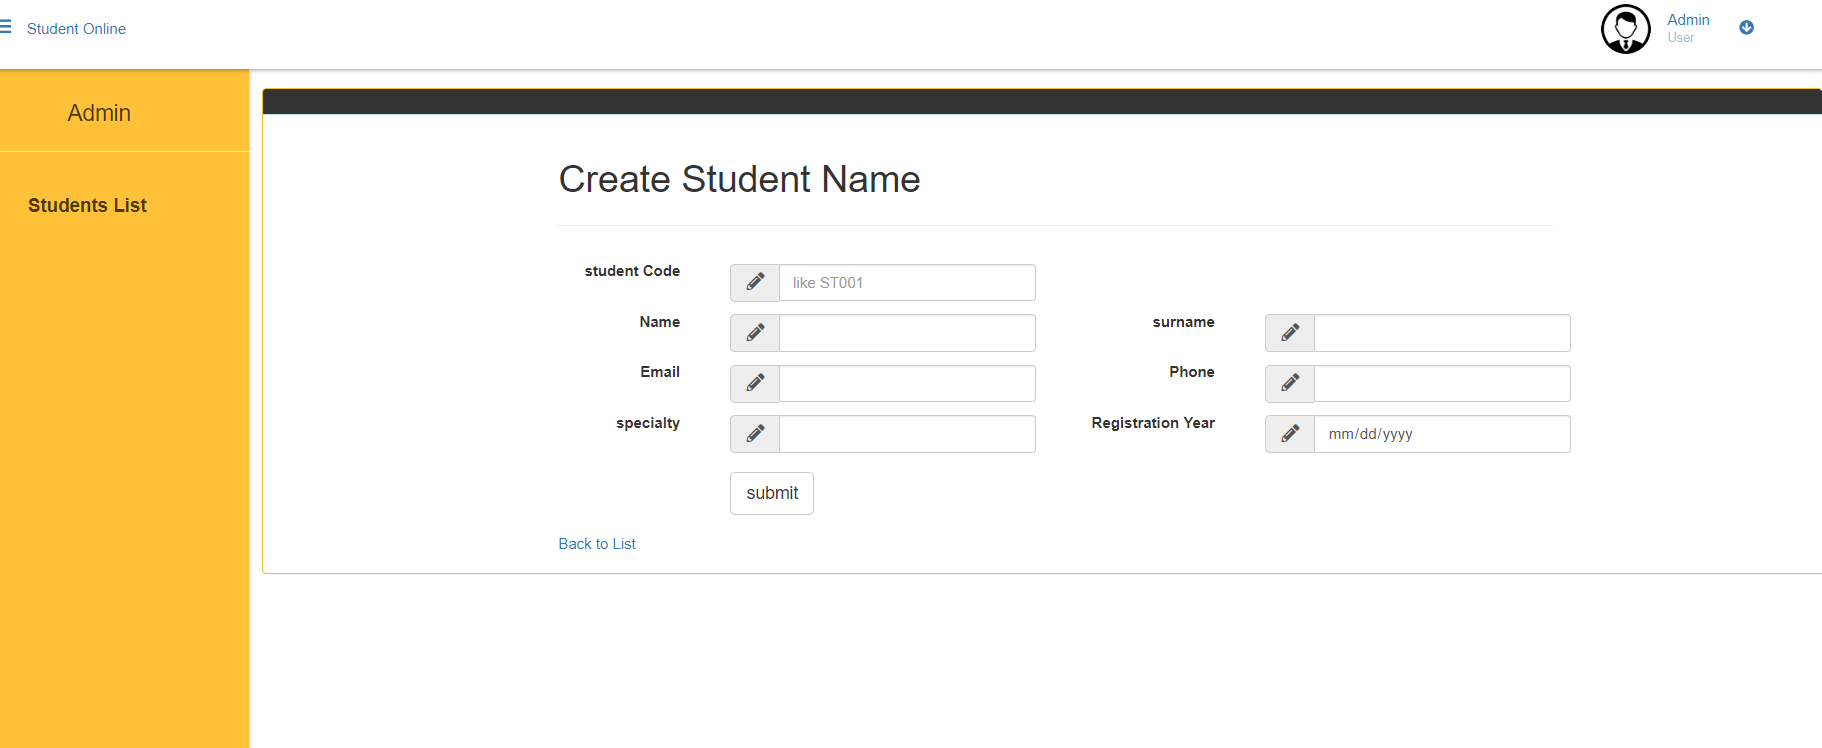 Student Online
Admin
User
Admin
Students List
Create Student Name
student Code
like ST001
Name
surname
Email
Phone
specialty
Registration Year
mm/dd/yyyy
submit
Back to List